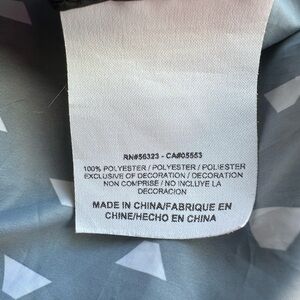 RN#56323 - CA#05553
100% POLYESTER / POLYESTER / POLIESTER
EXCLUSIVE OF DECORATION / DECORATION
NON COMPRISE / NO INCLUYE LA
DECORACION
MADE IN CHINA/FABRIQUE EN
CHINE/HECHO EN CHINA